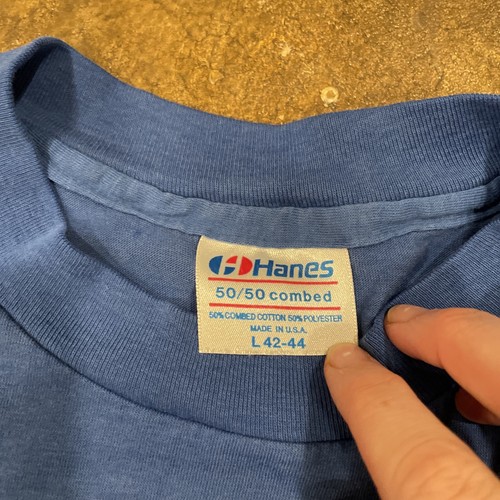 Hanes
50/50 combed
50% COMBED COTTON 50% POLYESTER
MADE IN U.S.A.
L 42-44